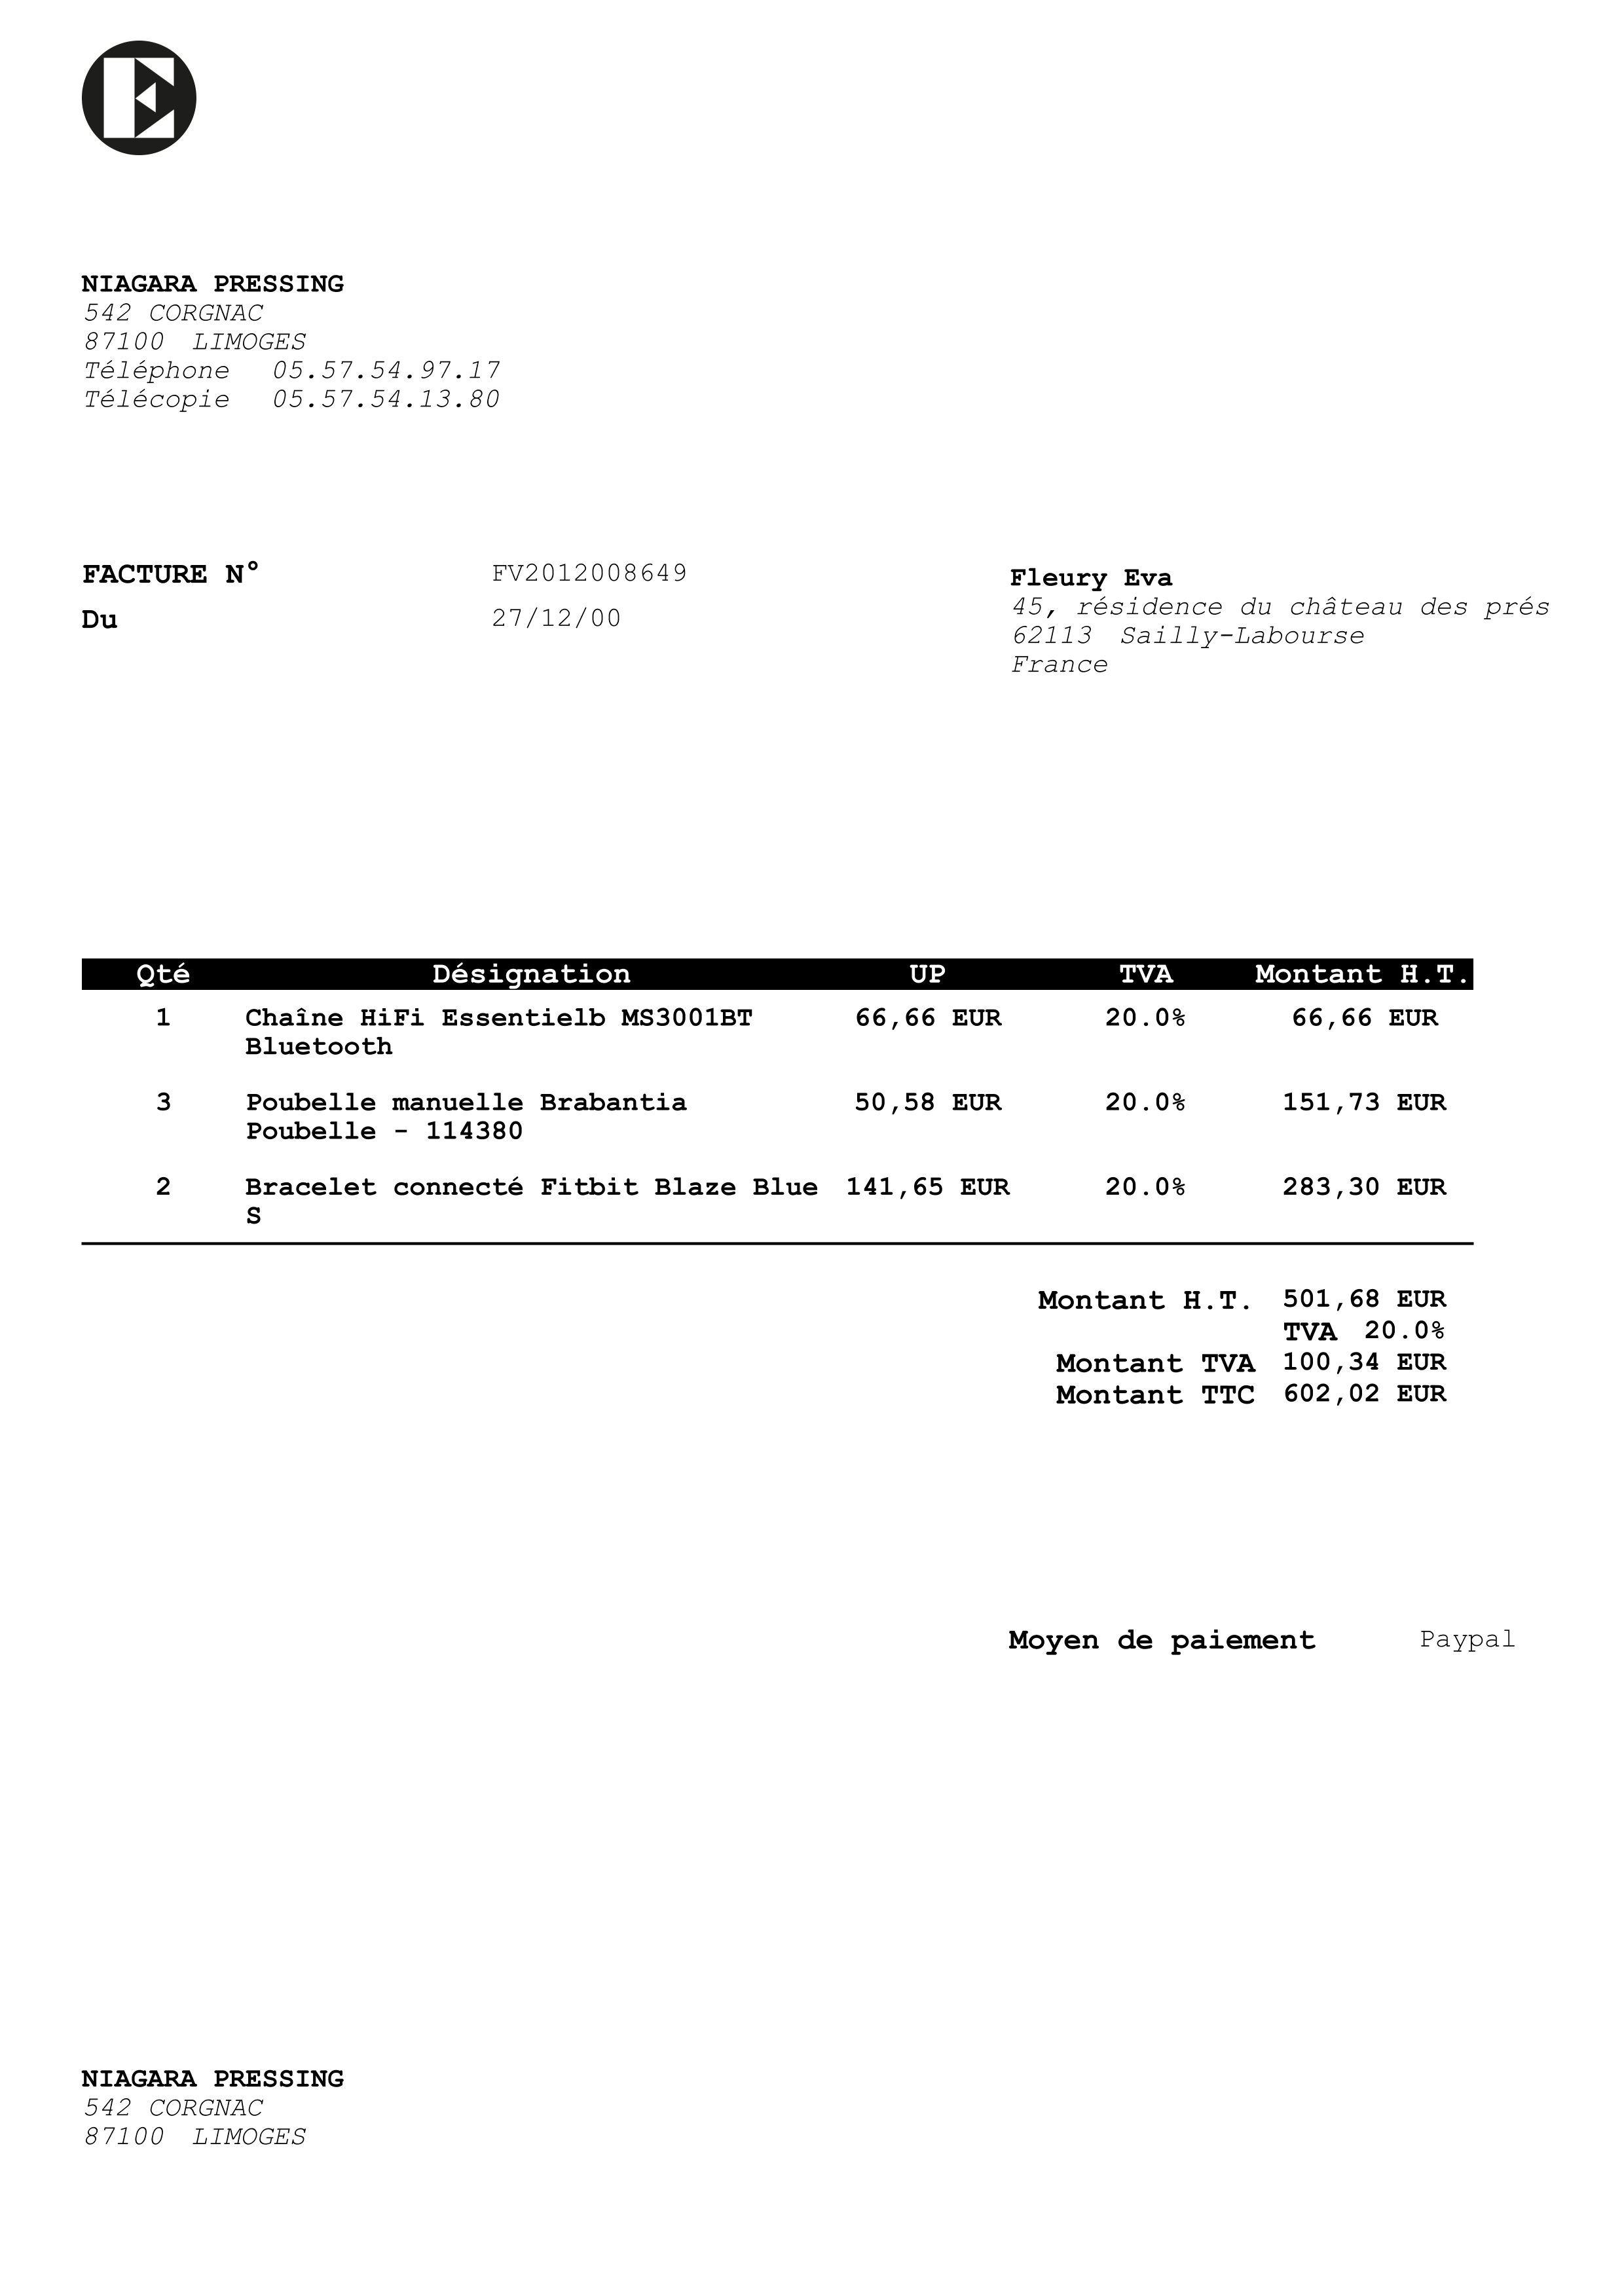 E
NIAGARA PRESSING
542 CORGNAC
87100 LIMOGES
Téléphone 05.57.54.97.17
Télécopie 05.57.54.13.80
FACTURE N° FV2012008649
Du 27/12/00
Fleury Eva
45, résidence du château des prés
62113 Sailly-Labourse
France
Qté Désignation UP TVA Montant H.T.
1 Chaîne HiFi Essentielb MS3001BT 66,66 EUR 20.0% 66,66 EUR
Bluetooth
3 Poubelle manuelle Brabantia 50,58 EUR 20.0% 151,73 EUR
Poubelle - 114380
2 Bracelet connecté Fitbit Blaze Blue 141,65 EUR 20.0% 283,30 EUR
S
Montant H.T. 501,68 EUR
TVA 20.0%
Montant TVA 100,34 EUR
Montant TTC 602,02 EUR
Moyen de paiement Paypal
NIAGARA PRESSING
542 CORGNAC
87100 LIMOGES